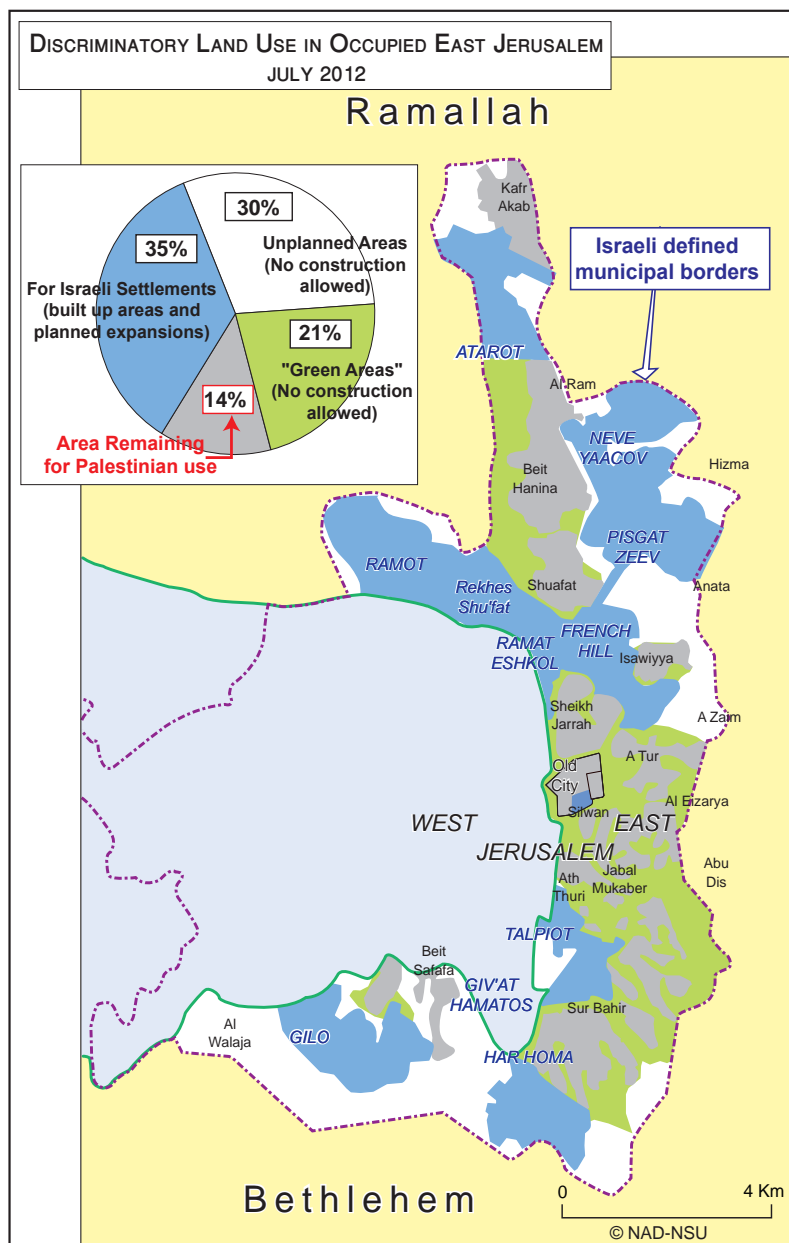 DISCRIMINATORY LAND USE IN OCCUPIED EAST JERUSALEM
JULY 2012
Ramallah
30%
Unplanned Areas
(No construction
allowed)
35%
For Israeli Settlements
(built up areas and
planned expansions)
21%
"Green Areas"
(No construction
allowed)
14%
Area Remaining
for Palestinian use
Israeli defined
municipal borders
Kafr
Akab
ATAROT
Al Ram
NEVE
YAACOV
Beit
Hanina
Hizma
PISGAT
ZEEV
RAMOT
Rekhes
Shu'fat
Shuafat
Anata
FRENCH
HILL
RAMAT
ESHKOL
Isawiyya
Sheikh
Jarrah
A Zaim
A Tur
Old
City
Al Eizarya
Silwan
WEST
EAST
JERUSALEM
Abu
Dis
Ath
Thuri
Jabal
Mukaber
TALPIOT
Beit
Safafa
GIV'AT
HAMATOS
Sur Bahir
Al
Walaja
GILO
HAR HOMA
Bethlehem
0 4 Km
© NAD-NSU